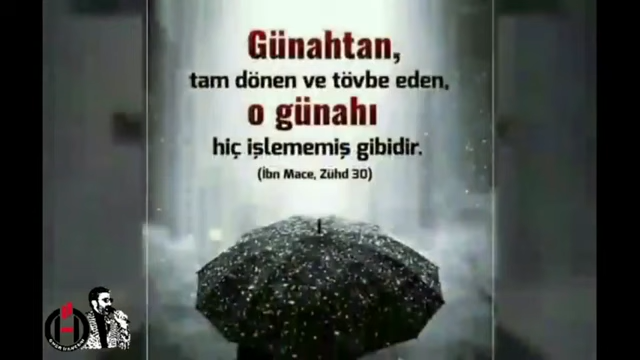 Günahtan,
tam dönen ve tövbe eden,
o günahı
hiç işlememiş gibidir.
(İbn Mace, Zühd 30)